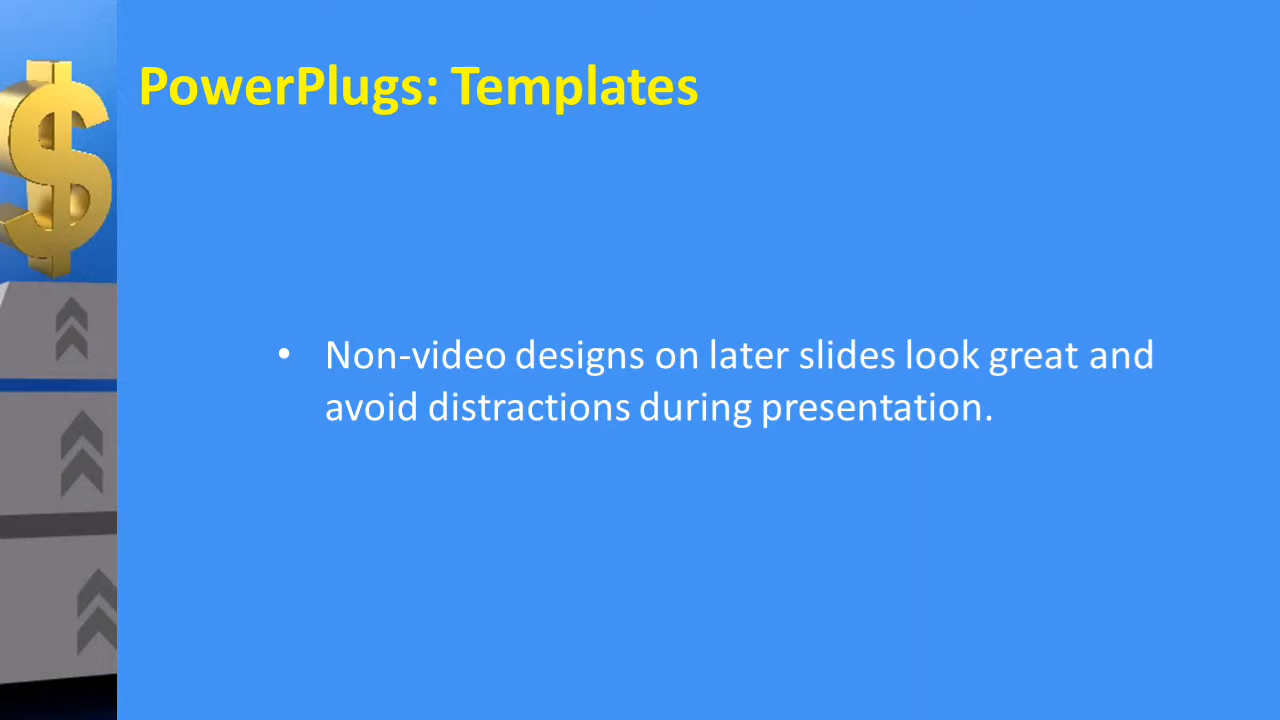 PowerPlugs: Templates
• Non-video designs on later slides look great and
avoid distractions during presentation.